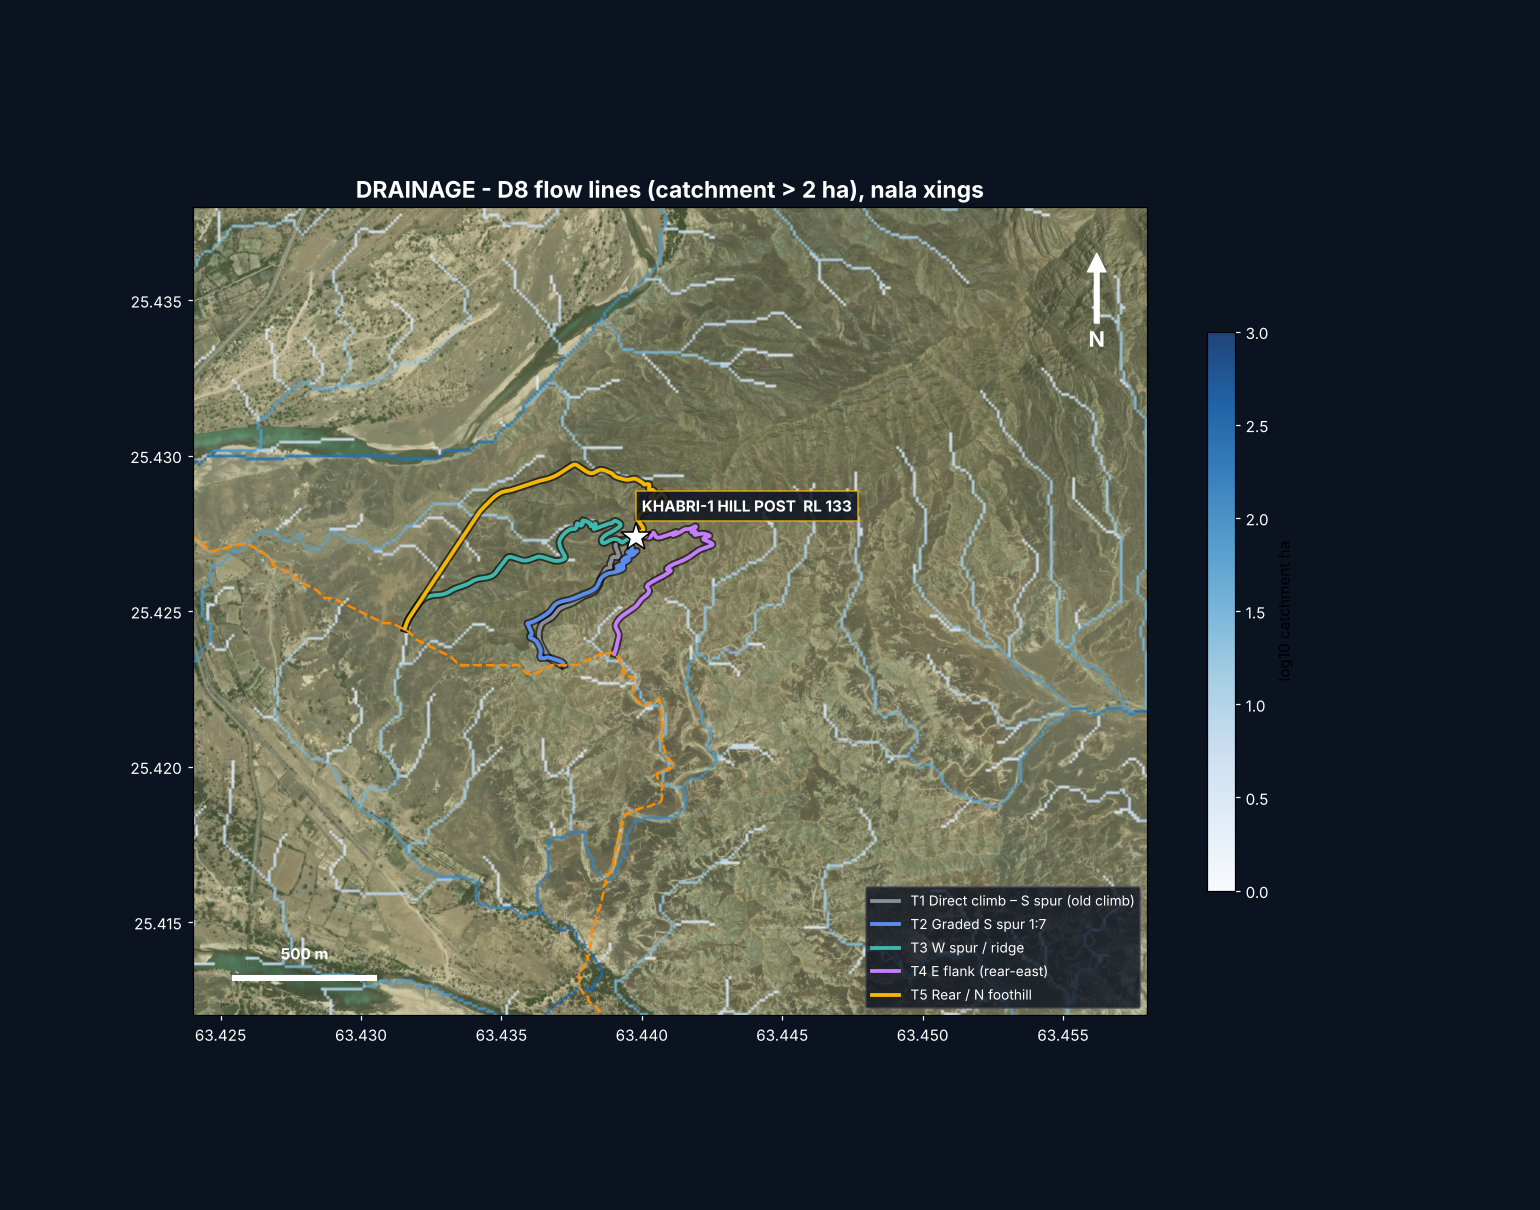 DRAINAGE - D8 flow lines (catchment > 2 ha), nala xings
25.435
25.430
25.425
25.420
25.415
63.425
63.430
63.435
63.440
63.445
63.450
63.455
N
KHABRI-1 HILL POST  RL 133
500 m
T1 Direct climb – S spur (old climb)
T2 Graded S spur 1:7
T3 W spur / ridge
T4 E flank (rear-east)
T5 Rear / N foothill
3.0
2.5
2.0
1.5
1.0
0.5
0.0
log10 catchment ha